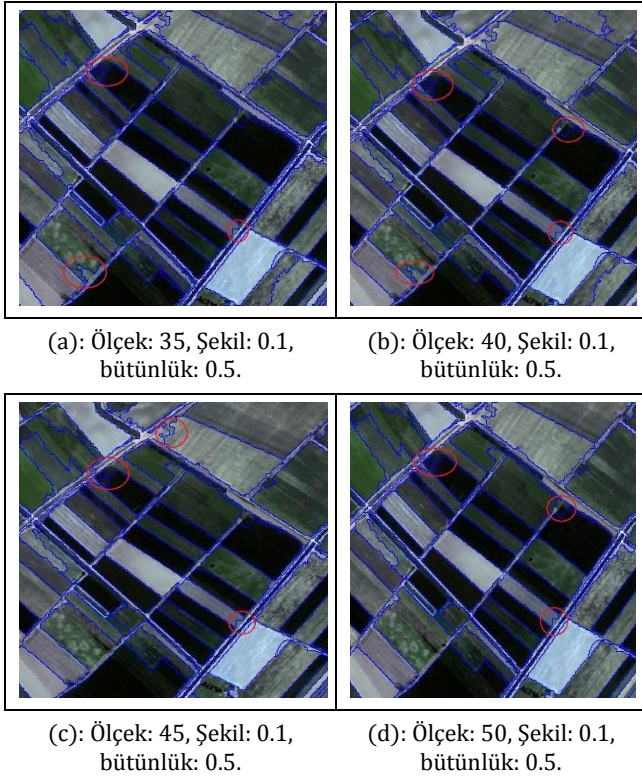 (a): Ölçek: 35, Şekil: 0.1,
bütünlük: 0.5.
(b): Ölçek: 40, Şekil: 0.1,
bütünlük: 0.5.
(c): Ölçek: 45, Şekil: 0.1,
bütünlük: 0.5.
(d): Ölçek: 50, Şekil: 0.1,
bütünlük: 0.5.